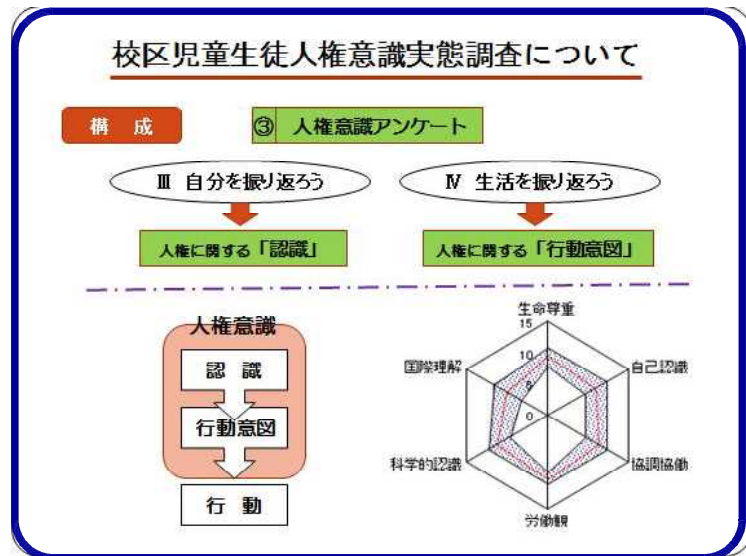 校区児童生徒人権意識実態調査について
構 成
③ 人権意識アンケート
Ⅲ 自分を振り返ろう
Ⅳ 生活を振り返ろう
人権に関する「認識」
人権に関する「行動意図」
人権意識
認 識
行動意図
行 動
生命尊重
15
10
5
0
自己認識
協調協働
労働観
科学的認識
国際理解